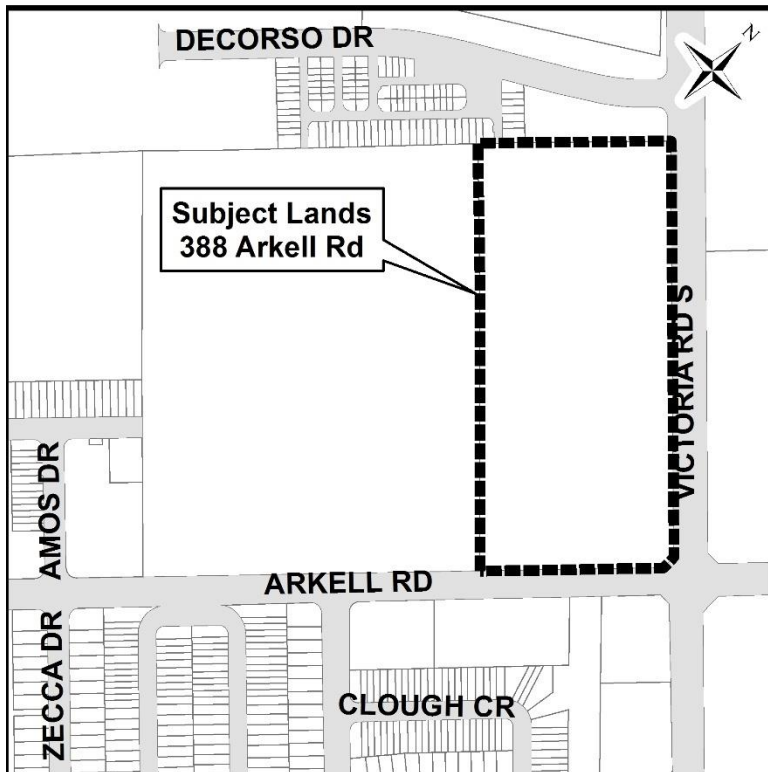 DECORSO DR
N
Subject Lands
388 Arkell Rd
VICTORIA RD S
AMOS DR
ARKELL RD
ZECCA DR
CLOUGH CR